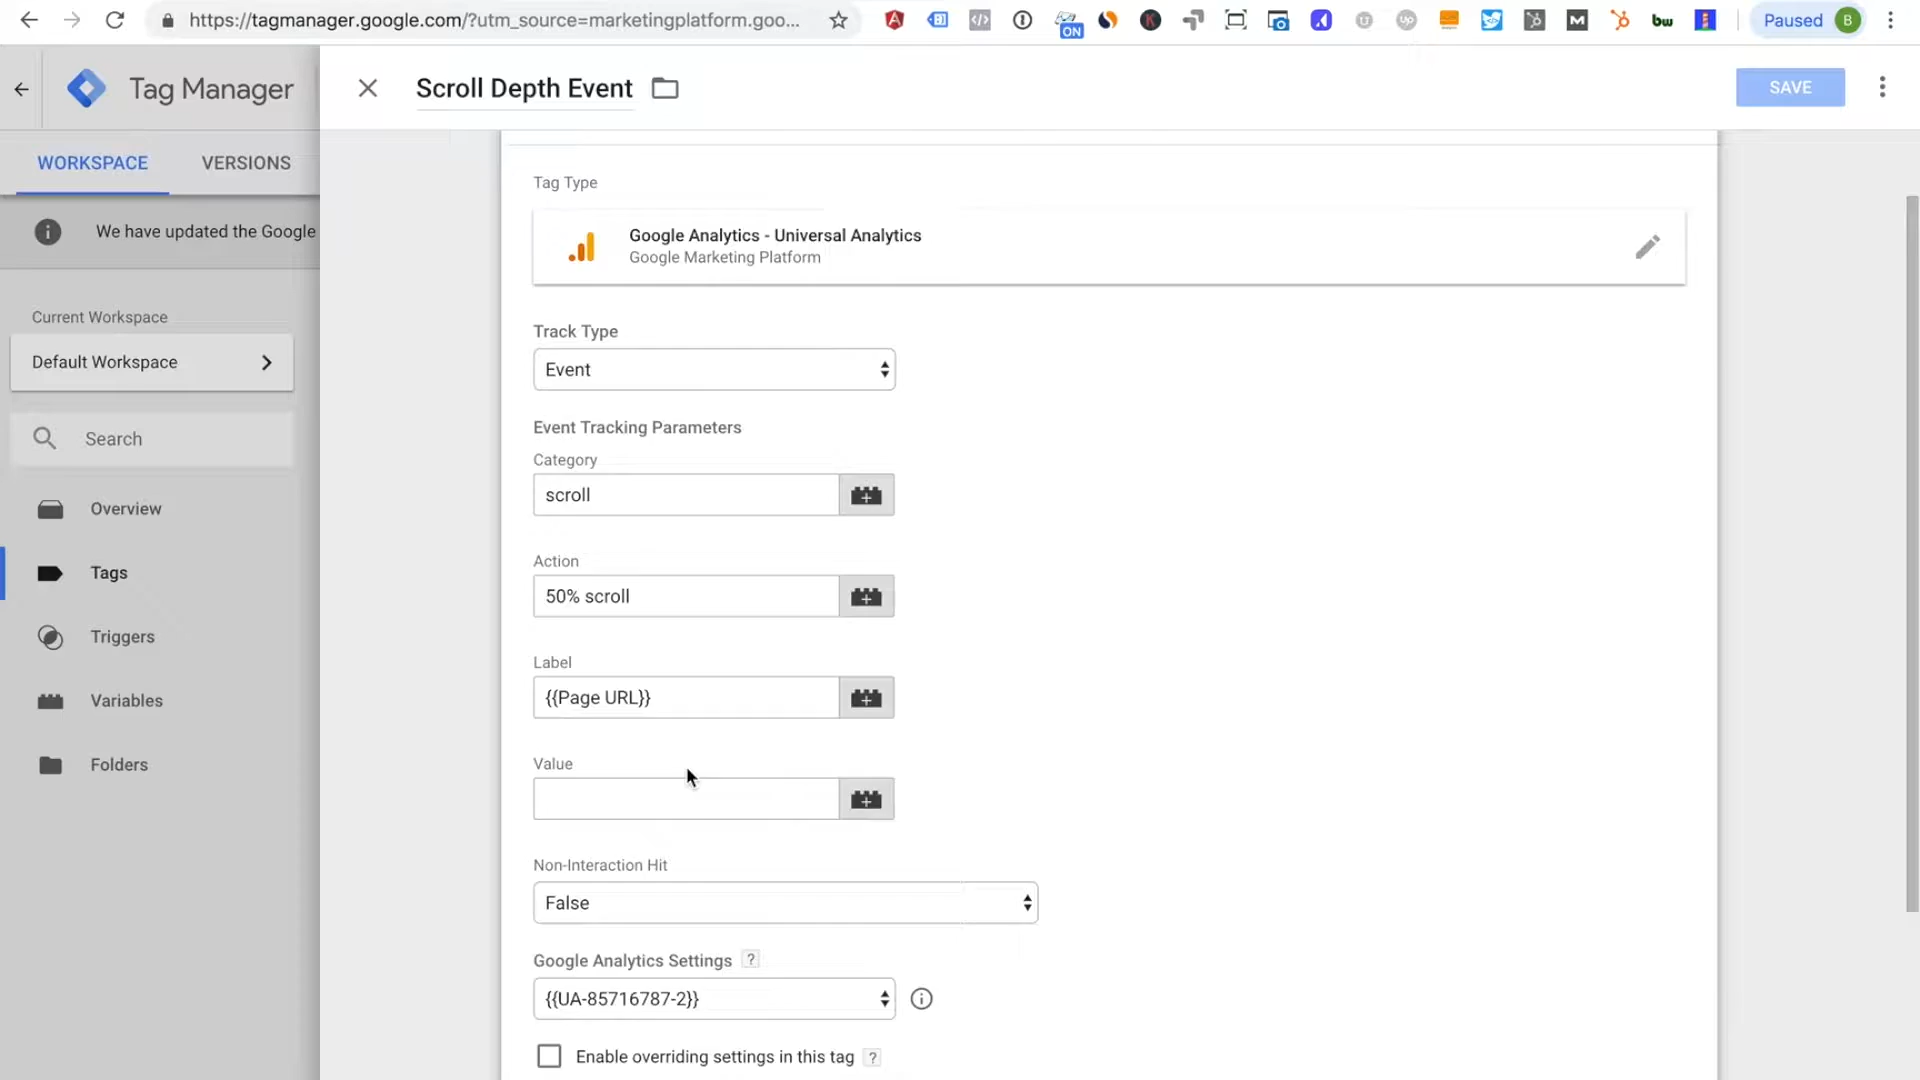 https://tagmanager.google.com/?utm_source=marketingplatform.goo...
ON
bw
Paused
B
Tag Manager
Scroll Depth Event
SAVE
WORKSPACE
VERSIONS
We have updated the Google
Current Workspace
Default Workspace
Search
Overview
Tags
Triggers
Variables
Folders
Tag Type
Google Analytics - Universal Analytics
Google Marketing Platform
Track Type
Event
Event Tracking Parameters
Category
scroll
Action
50% scroll
Label
{{Page URL}}
Value
Non-Interaction Hit
False
Google Analytics Settings ?
{{UA-85716787-2}}
Enable overriding settings in this tag ?